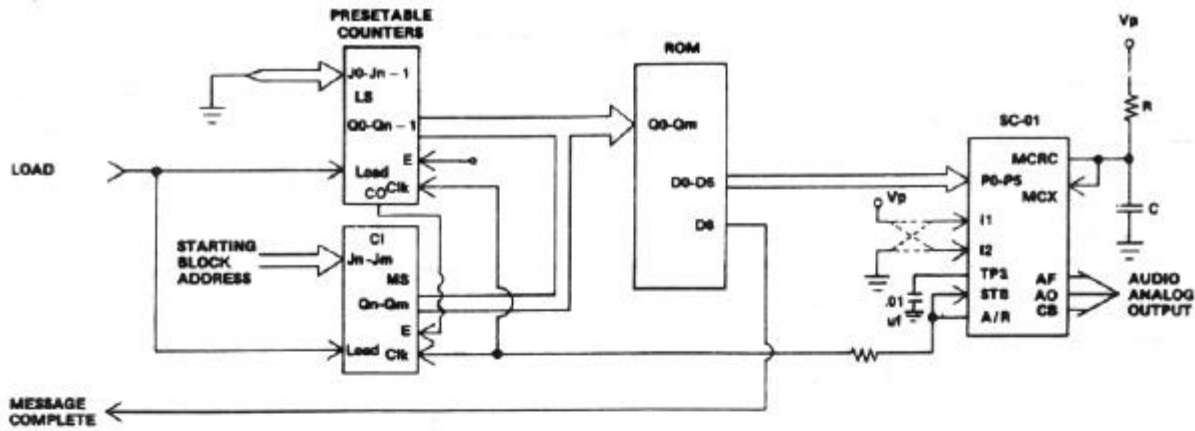 PRESETABLE
COUNTERS
J0-Jn-1
LS
Q0-Qn-1
E
Load
Clk
CO
LOAD
STARTING
BLOCK
ADDRESS
CI
Jn-Jm
MS
Qn-Qm
E
Load
Clk
MESSAGE
COMPLETE
ROM
Q0-Qm
D0-D5
D6
Vp
Vp
R
C
SC-01
MCRC
P0-P5
MCX
I1
I2
TP3
STB
A/R
AF
AO
CB
.01
uf
AUDIO
ANALOG
OUTPUT